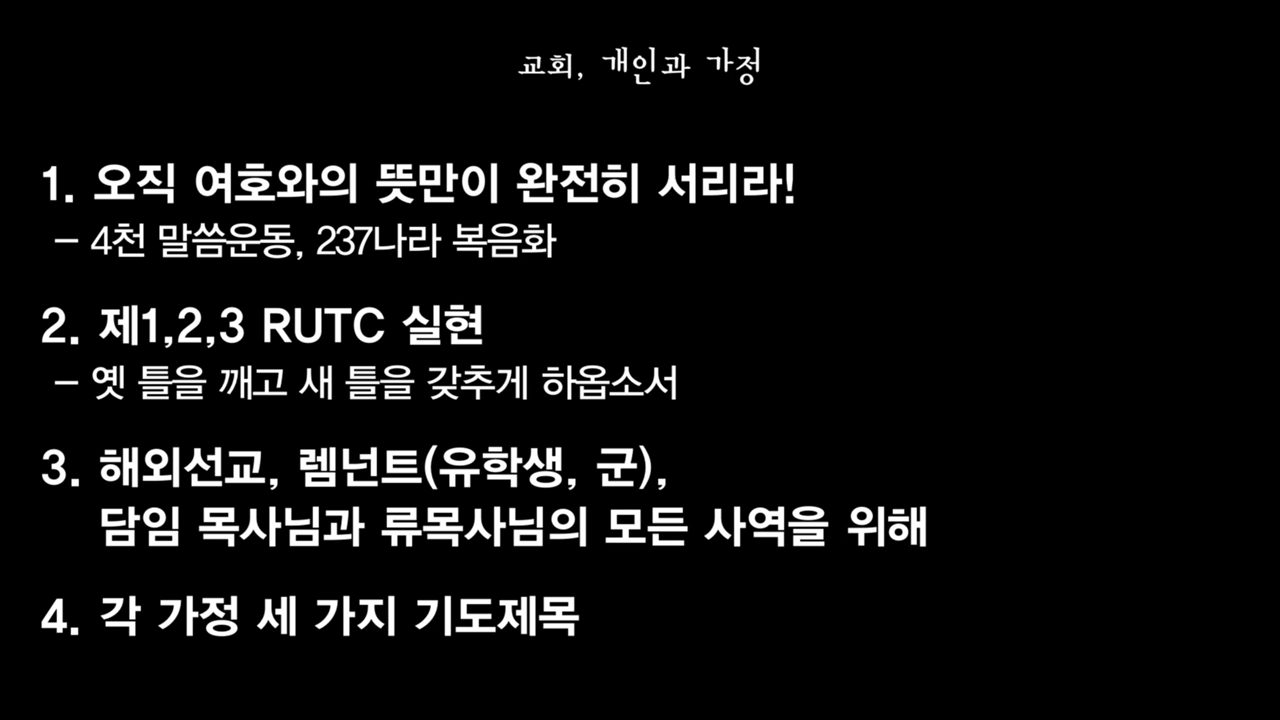 교회, 개인과 가정
1. 오직 여호와의 뜻만이 완전히 서리라!
– 4천 말씀운동, 237나라 복음화
2. 제1,2,3 RUTC 실현
– 옛 틀을 깨고 새 틀을 갖추게 하옵소서
3. 해외선교, 렘넌트(유학생, 군),
담임 목사님과 류목사님의 모든 사역을 위해
4. 각 가정 세 가지 기도제목